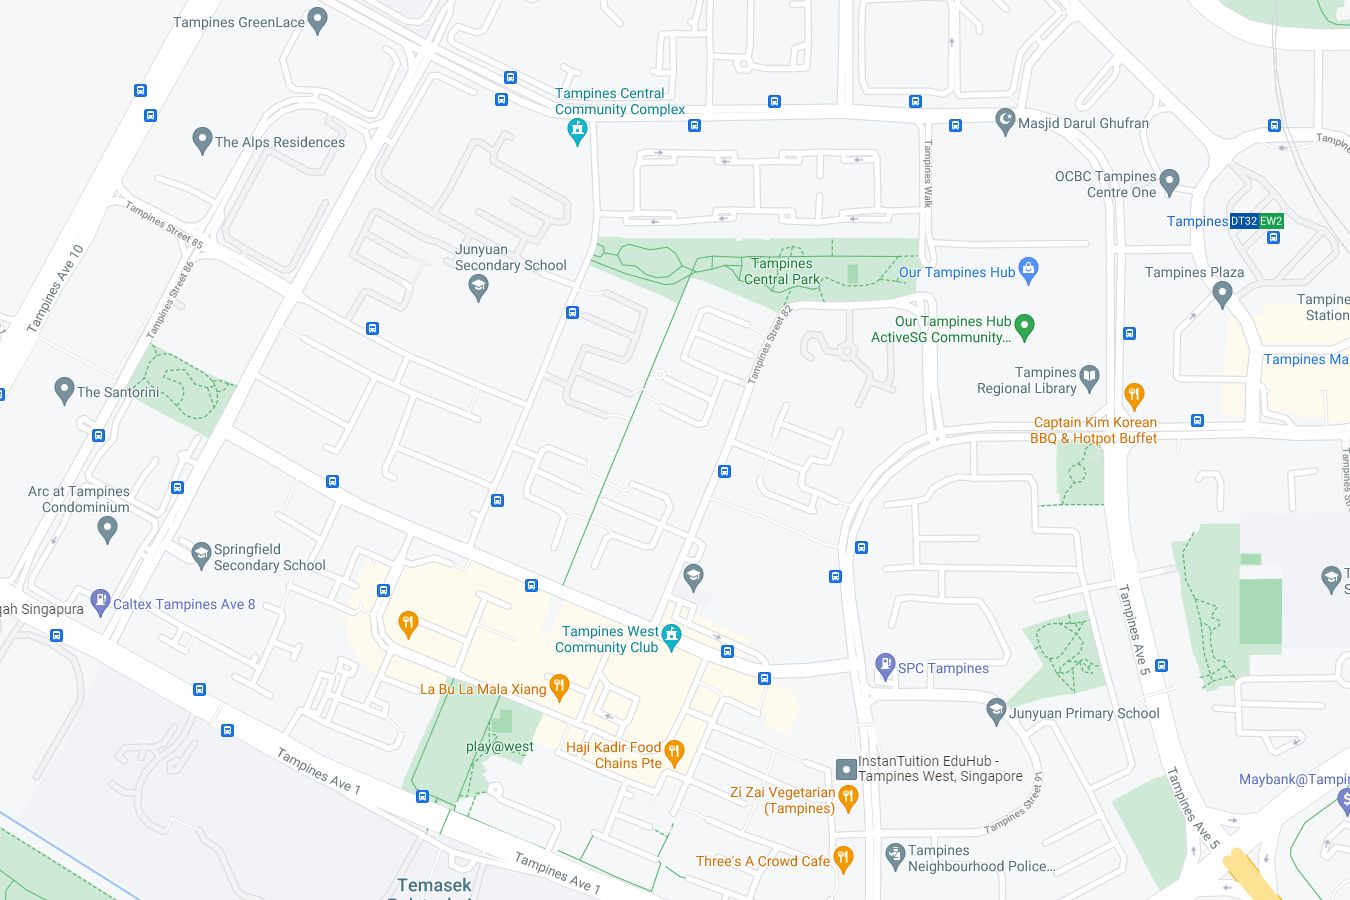 Tampines GreenLace
Tampines Central
Community Complex
Masjid Darul Ghufran
Tampines
The Alps Residences
Tampines Walk
OCBC Tampines
Centre One
Tampines Street 85
Tampines
DT32 EW2
Junyuan
Secondary School
Tampines
Central Park
Our Tampines Hub
Tampines Plaza
Tampines Ave 10
Tampines Street 86
Tampines Street 82
Tampine
Station
Our Tampines Hub
ActiveSG Community...
Tampines Ma
Tampines
Regional Library
The Santorini
Captain Kim Korean
BBQ & Hotpot Buffet
Arc at Tampines
Condominium
Springfield
Secondary School
T
S
qah Singapura
Caltex Tampines Ave 8
Tampines Ave 5
Tampines West
Community Club
SPC Tampines
La Bu La Mala Xiang
Junyuan Primary School
play@west
Haji Kadir Food
Chains Pte
InstanTuition EduHub -
Tampines West, Singapore
Tampines Ave 1
Maybank@Tampin
Zi Zai Vegetarian
(Tampines)
Tampines Ave 5
Three's A Crowd Cafe
Tampines
Neighbourhood Police...
Tampines Ave 1
Temasek